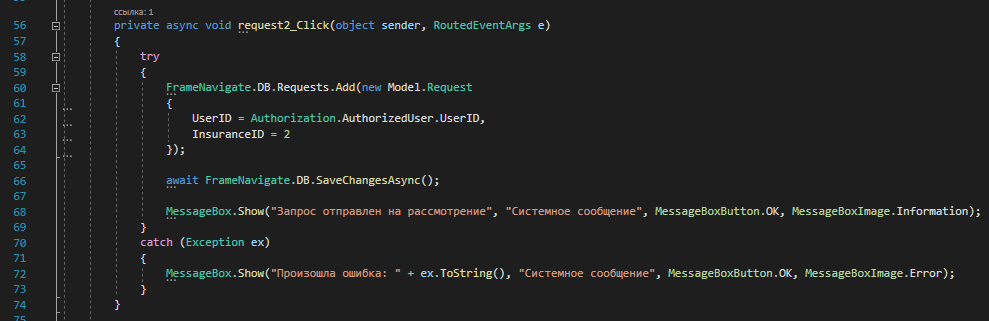 ссылка: 1
56 private async void request2_Click(object sender, RoutedEventArgs e)
57 {
58 try
59 {
60 FrameNavigate.DB.Requests.Add(new Model.Request
61 {
62 UserID = Authorization.AuthorizedUser.UserID,
63 InsuranceID = 2
64 });
65
66 await FrameNavigate.DB.SaveChangesAsync();
67
68 MessageBox.Show("Запрос отправлен на рассмотрение", "Системное сообщение", MessageBoxButton.OK, MessageBoxImage.Information);
69 }
70 catch (Exception ex)
71 {
72 MessageBox.Show("Произошла ошибка: " + ex.ToString(), "Системное сообщение", MessageBoxButton.OK, MessageBoxImage.Error);
73 }
74 }
75